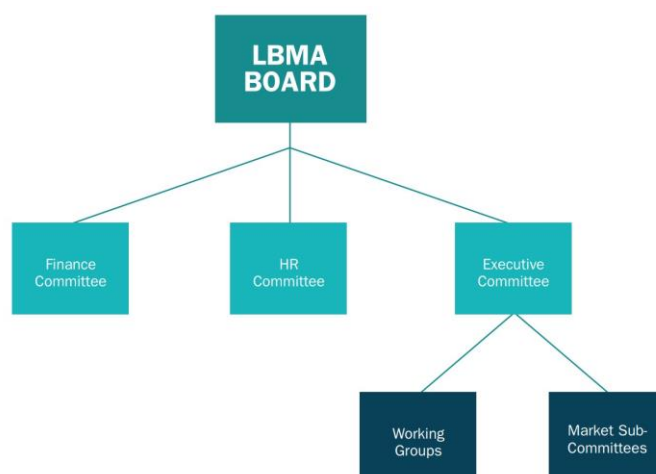 LBMA
BOARD
Finance
Committee
HR
Committee
Executive
Committee
Working
Groups
Market Sub-
Committees